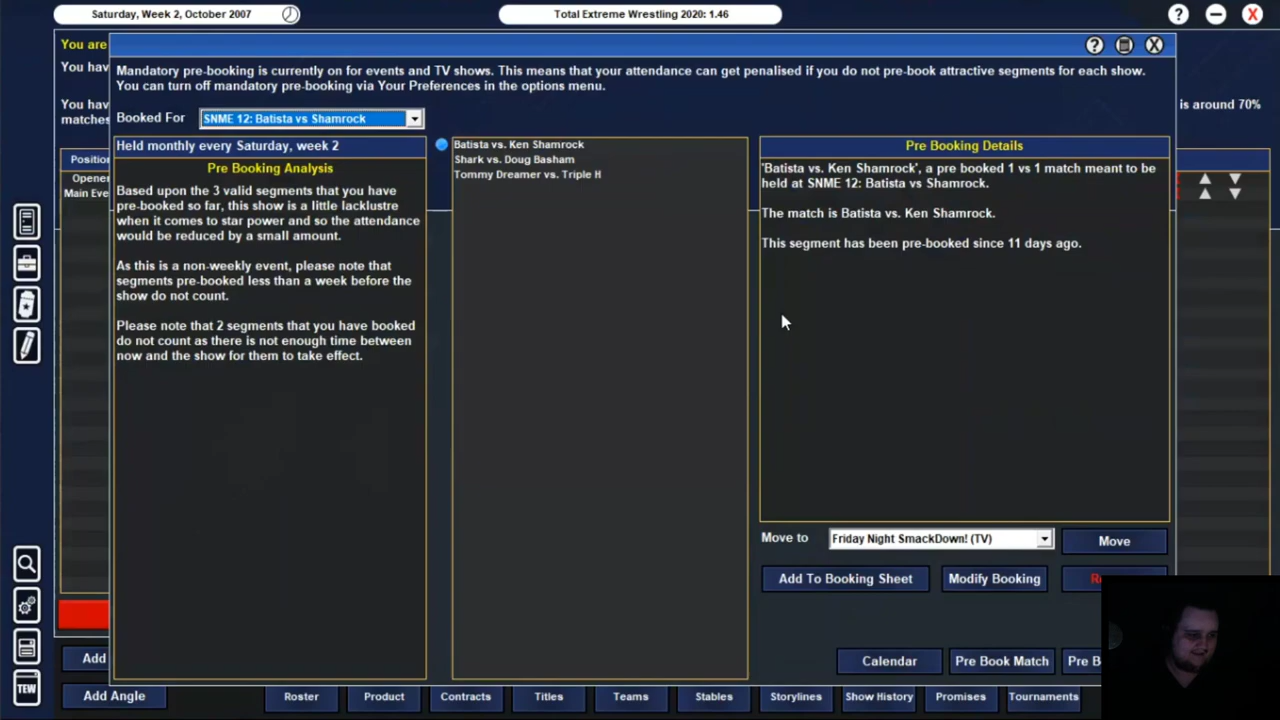 Saturday, Week 2, October 2007
Total Extreme Wrestling 2020: 1.46
?
X
You are
You hav
You have
matches
is around 70%
Position
Opene
Main Eve
Mandatory pre-booking is currently on for events and TV shows. This means that your attendance can get penalised if you do not pre-book attractive segments for each show.
You can turn off mandatory pre-booking via Your Preferences in the options menu.
Booked For
SNME 12: Batista vs Shamrock
Held monthly every Saturday, week 2
Pre Booking Analysis
Based upon the 3 valid segments that you have
pre-booked so far, this show is a little lacklustre
when it comes to star power and so the attendance
would be reduced by a small amount.
As this is a non-weekly event, please note that
segments pre-booked less than a week before the
show do not count.
Please note that 2 segments that you have booked
do not count as there is not enough time between
now and the show for them to take effect.
Batista vs. Ken Shamrock
Shark vs. Doug Basham
Tommy Dreamer vs. Triple H
Pre Booking Details
'Batista vs. Ken Shamrock', a pre booked 1 vs 1 match meant to be
held at SNME 12: Batista vs Shamrock.
The match is Batista vs. Ken Shamrock.
This segment has been pre-booked since 11 days ago.
Move to
Friday Night SmackDown! (TV)
Move
Add To Booking Sheet
Modify Booking
Calendar
Pre Book Match
Pre B
Add
Add Angle
Roster
Product
Contracts
Titles
Teams
Stables
Storylines
Show History
Promises
Tournaments
TEW